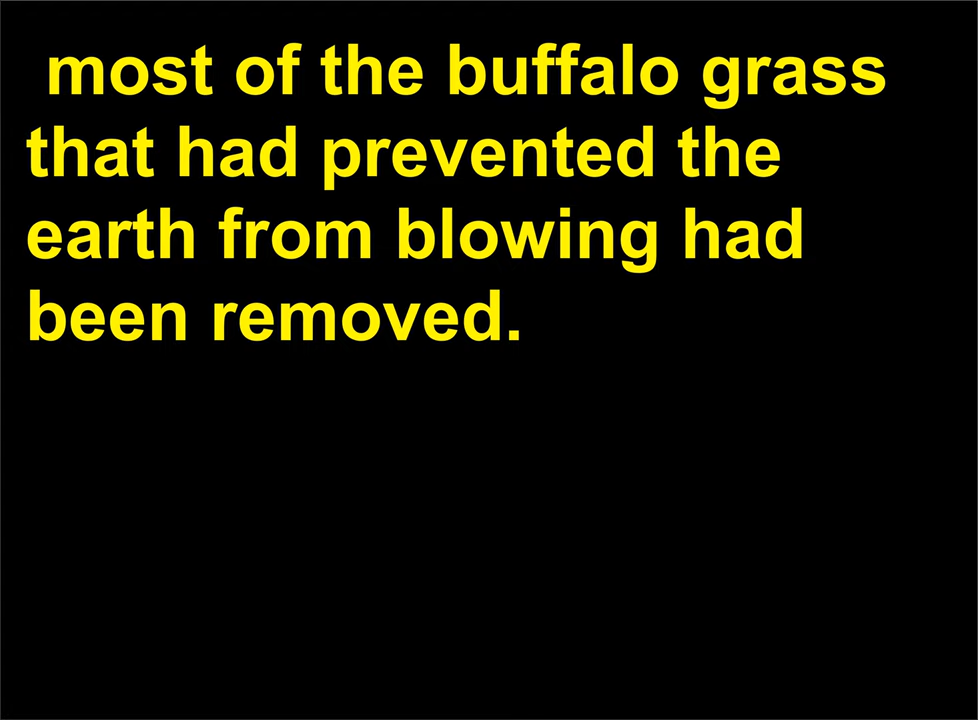 most of the buffalo grass
that had prevented the
earth from blowing had
been removed.